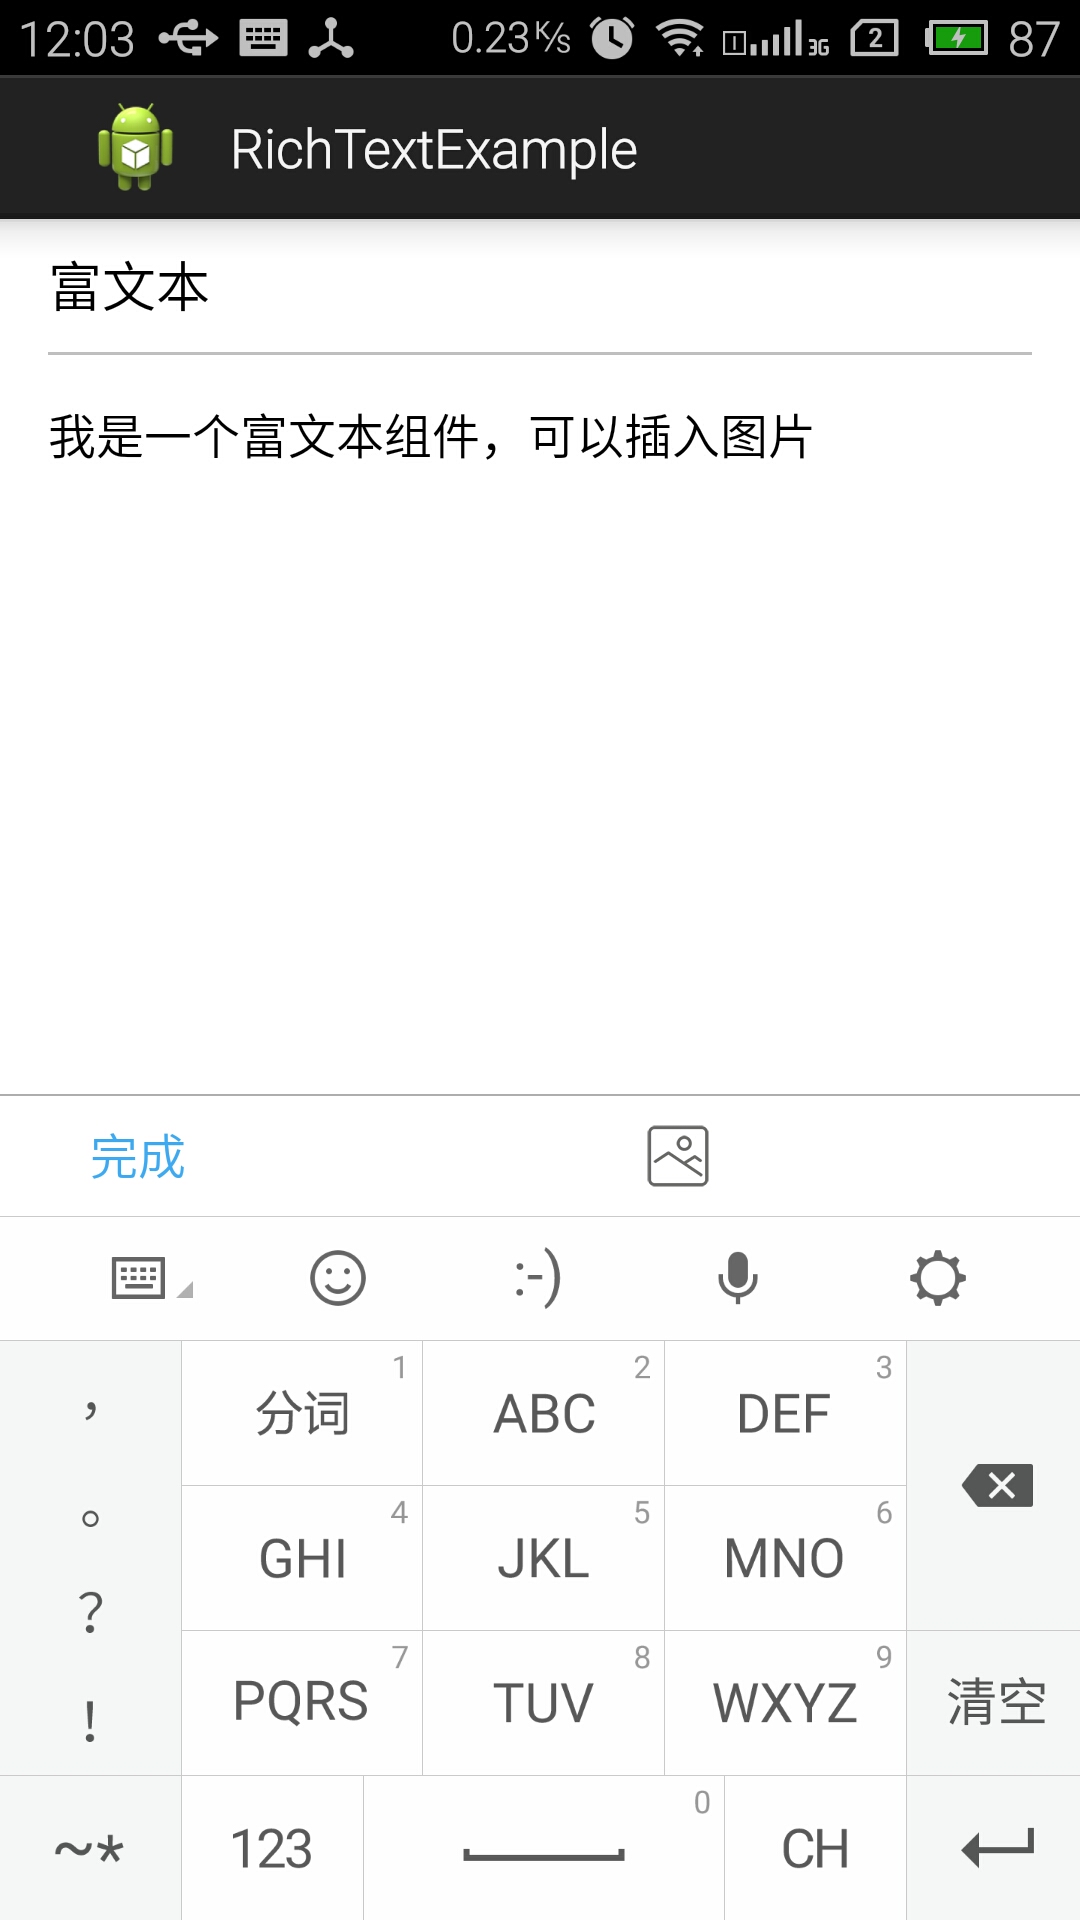 12:03 0.23K/s 3G 2 87
RichTextExample
富文本
我是一个富文本组件，可以插入图片
完成
:-)
， 分词 1 ABC 2 DEF 3
。 GHI 4 JKL 5 MNO 6
？
！ PQRS 7 TUV 8 WXYZ 9 清空
~* 123 0 CH